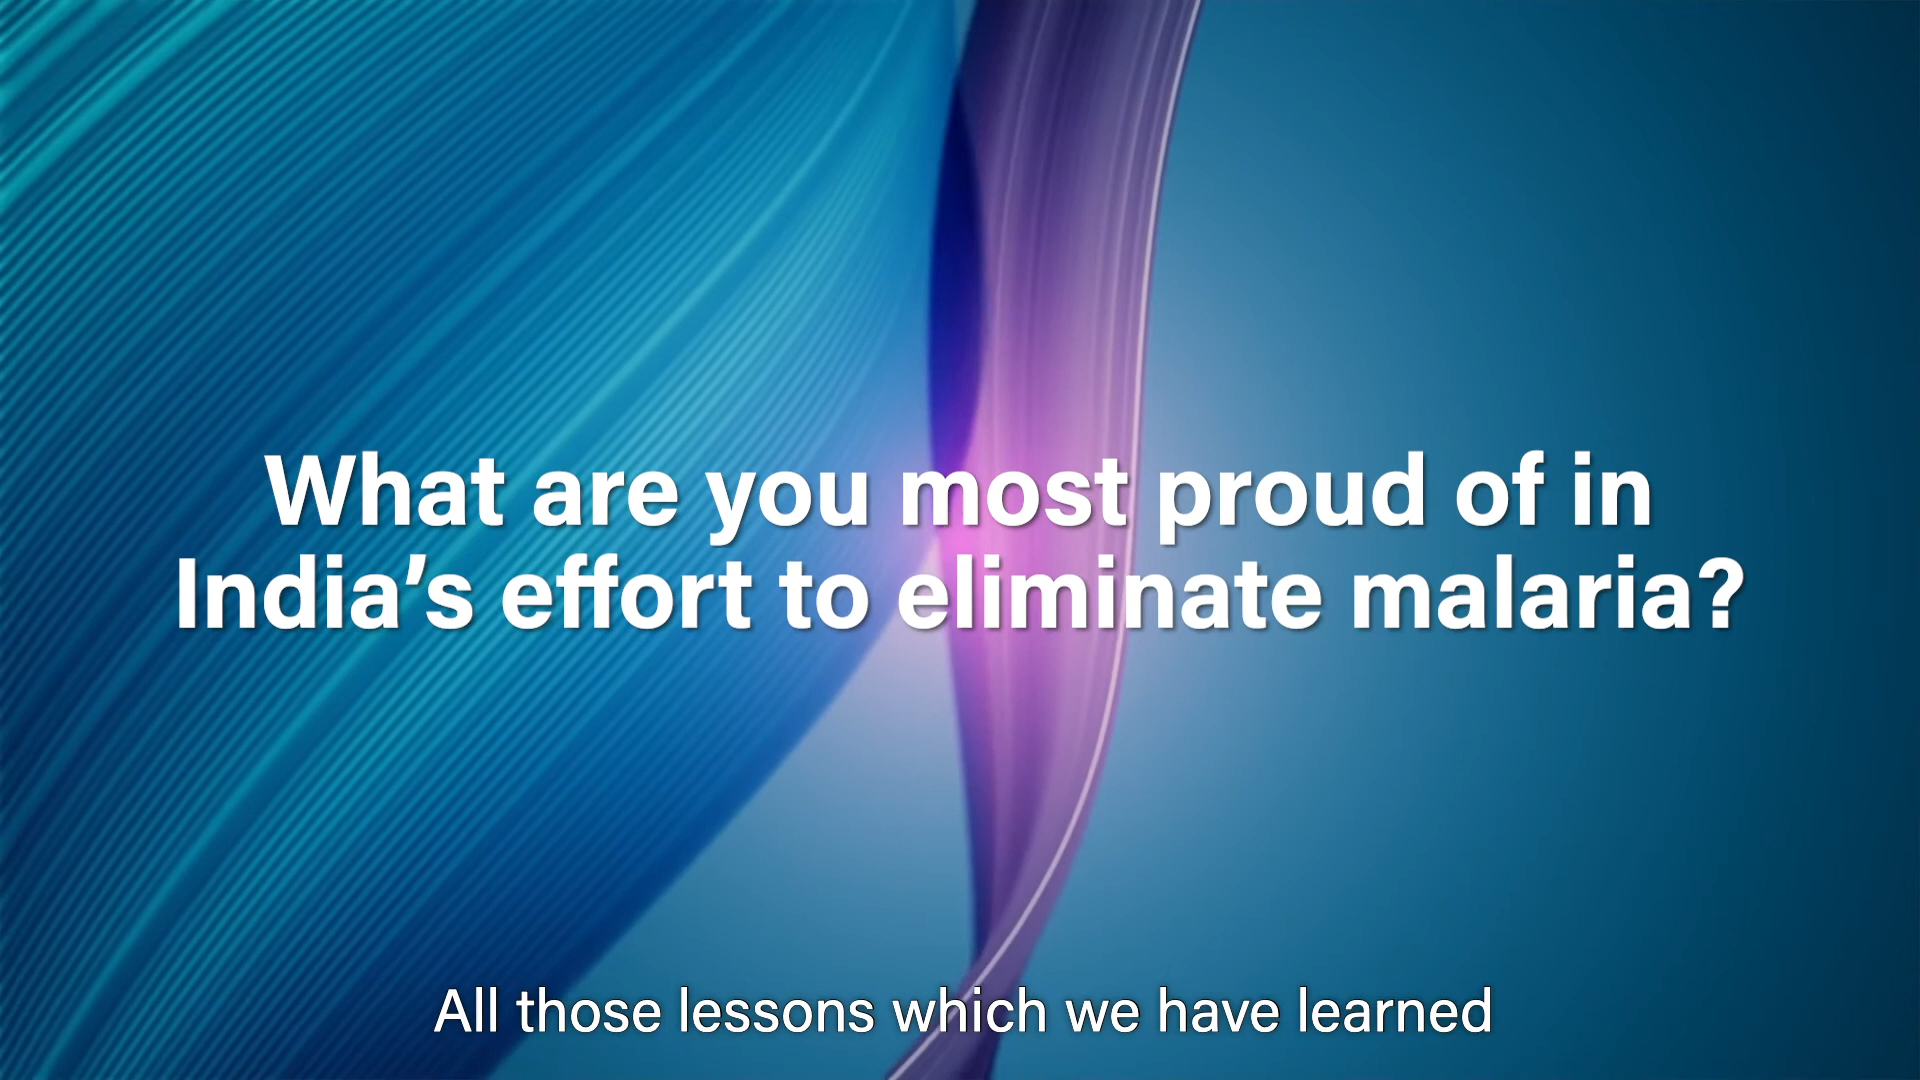 What are you most proud of in
India’s effort to eliminate malaria?
All those lessons which we have learned